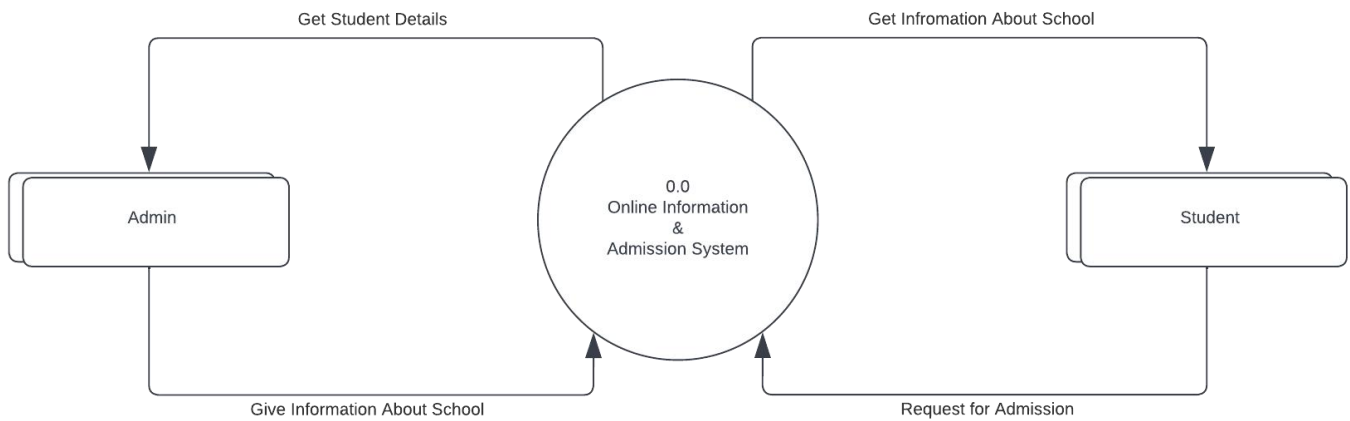 Get Student Details
Get Infromation About School
0.0
Online Information
&
Admission System
Admin
Student
Give Information About School
Request for Admission